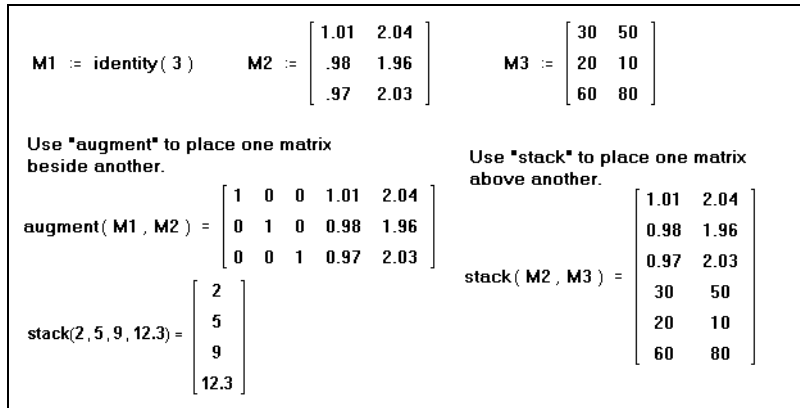 M1 := identity( 3 )   M2 := [ 1.01 2.04
.98 1.96
.97 2.03 ]   M3 := [ 30 50
20 10
60 80 ]
Use "augment" to place one matrix
beside another.
augment( M1 , M2 ) = [ 1 0 0 1.01 2.04
0 1 0 0.98 1.96
0 0 1 0.97 2.03 ]
stack(2, 5, 9, 12.3) = [ 2
5
9
12.3 ]
Use "stack" to place one matrix
above another.
stack( M2 , M3 ) = [ 1.01 2.04
0.98 1.96
0.97 2.03
30 50
20 10
60 80 ]